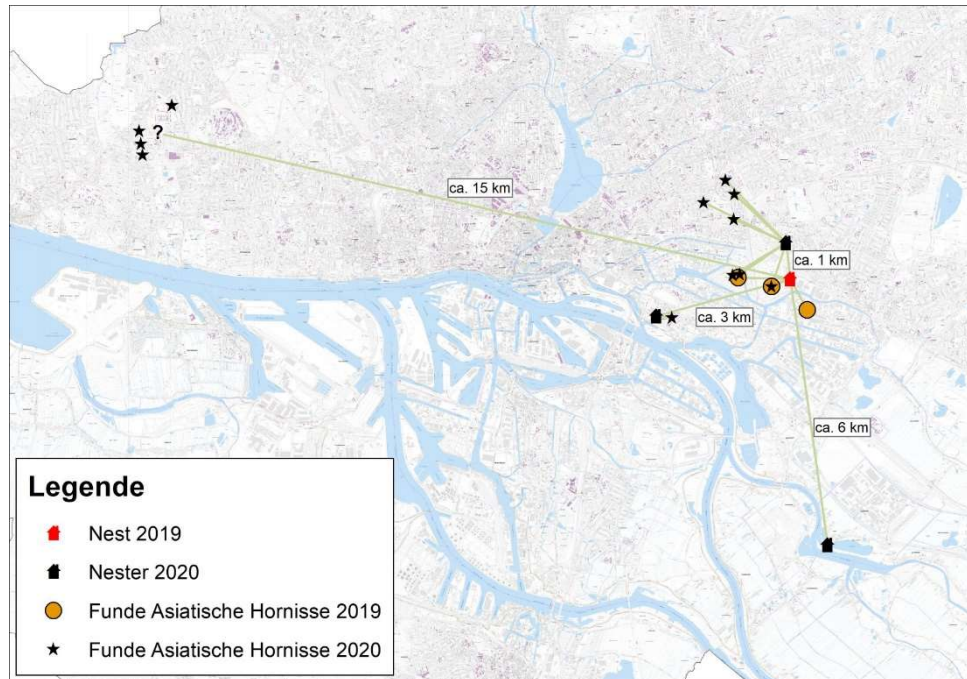 ?
ca. 15 km
ca. 1 km
ca. 3 km
ca. 6 km
Legende
Nest 2019
Nester 2020
Funde Asiatische Hornisse 2019
Funde Asiatische Hornisse 2020